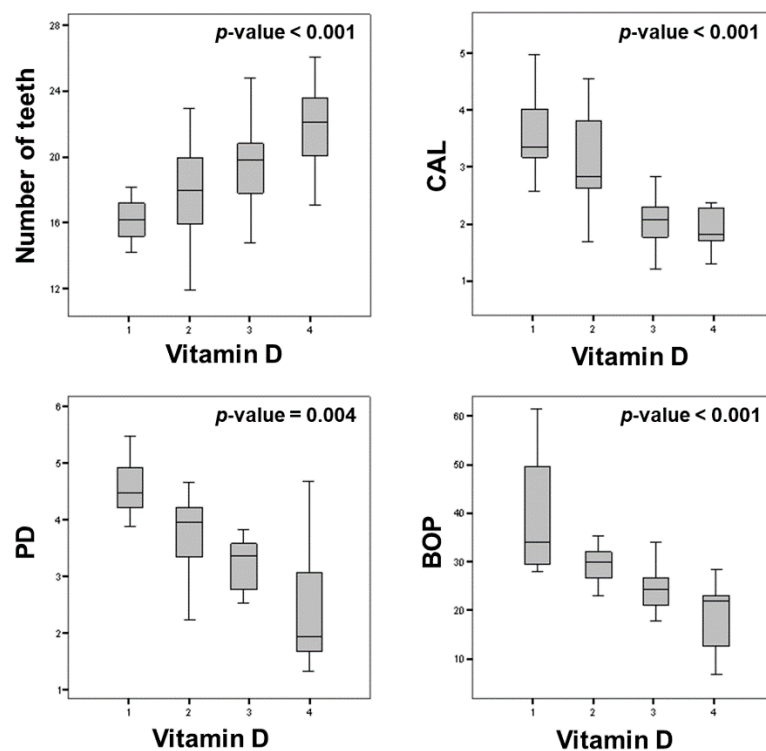 p-value < 0.001
Number of teeth
28
24
20
16
12
1 2 3 4
Vitamin D
p-value < 0.001
CAL
5
4
3
2
1
1 2 3 4
Vitamin D
p-value = 0.004
PD
6
5
4
3
2
1
1 2 3 4
Vitamin D
p-value < 0.001
BOP
60
50
40
30
20
10
1 2 3 4
Vitamin D